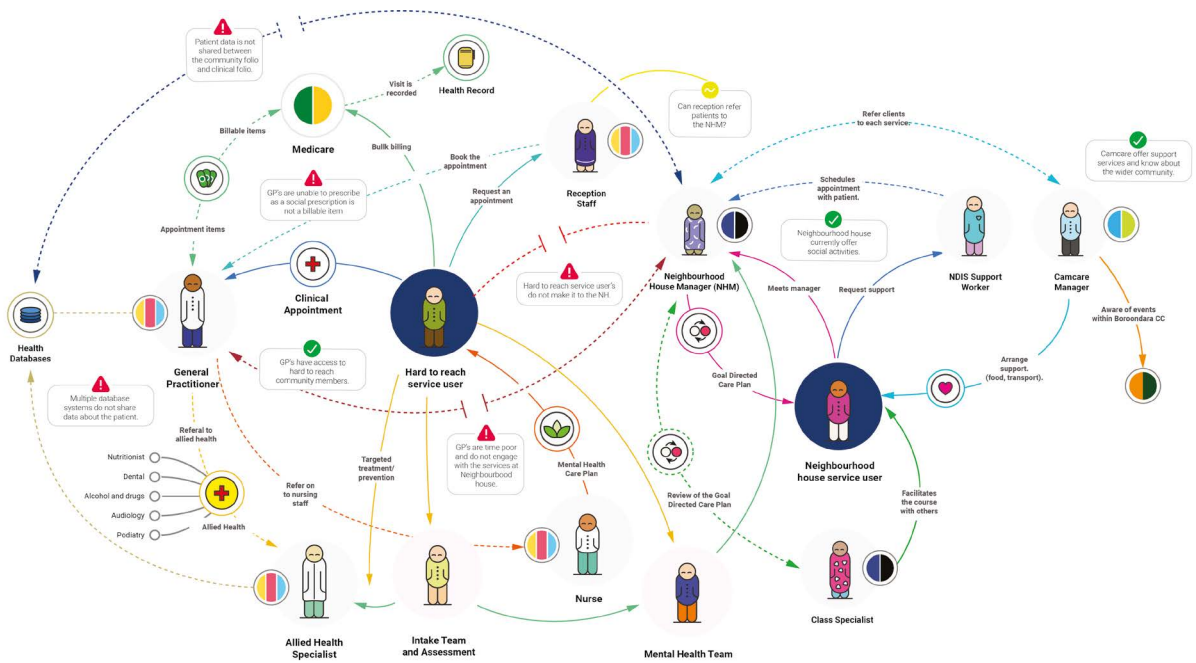 Patient data is not
shared between
the community folio
and clinical folio.
Visit is
recorded
Health Record
Billable items
Medicare
Bulk billing
Can reception refer
patients to
the NHM?
Refer clients
to each service.
Camcare offer support
services and know about
the wider community.
Book the
appointment
Request an
appointment
Reception
Staff
GP's are unable to prescribe
as a social prescription is
not a billable item
Schedules
appointment
with patient.
Appointment items
Neighbourhood house
currently offer
social activities.
Clinical
Appointment
Hard to reach service user's
do not make it to the NH.
Neighbourhood
House Manager (NHM)
Meets manager
Request support
NDIS Support
Worker
Camcare
Manager
Aware of events
within Boroondara CC
Health
Databases
General
Practitioner
GP's have access to
hard to reach
community members.
Hard to reach
service user
Goal Directed
Care Plan
Arrange
support.
(food, transport).
Multiple database
systems do not share
data about the patient.
Referal to
allied health
GP's are time poor
and do not engage
with the services at
Neighbourbood
house.
Nutritionist
Dental
Alcohol and drugs
Audiology
Podiatry
Allied Health
Refer on
to nursing
staff
Targeted
treatment/
prevention
Mental Health
Care Plan
Review of the Goal
Directed Care Plan
Neighbourhood
house service user
Facilitates
the course
with others
Nurse
Class Specialist
Allied Health
Specialist
Intake Team
and Assessment
Mental Health Team